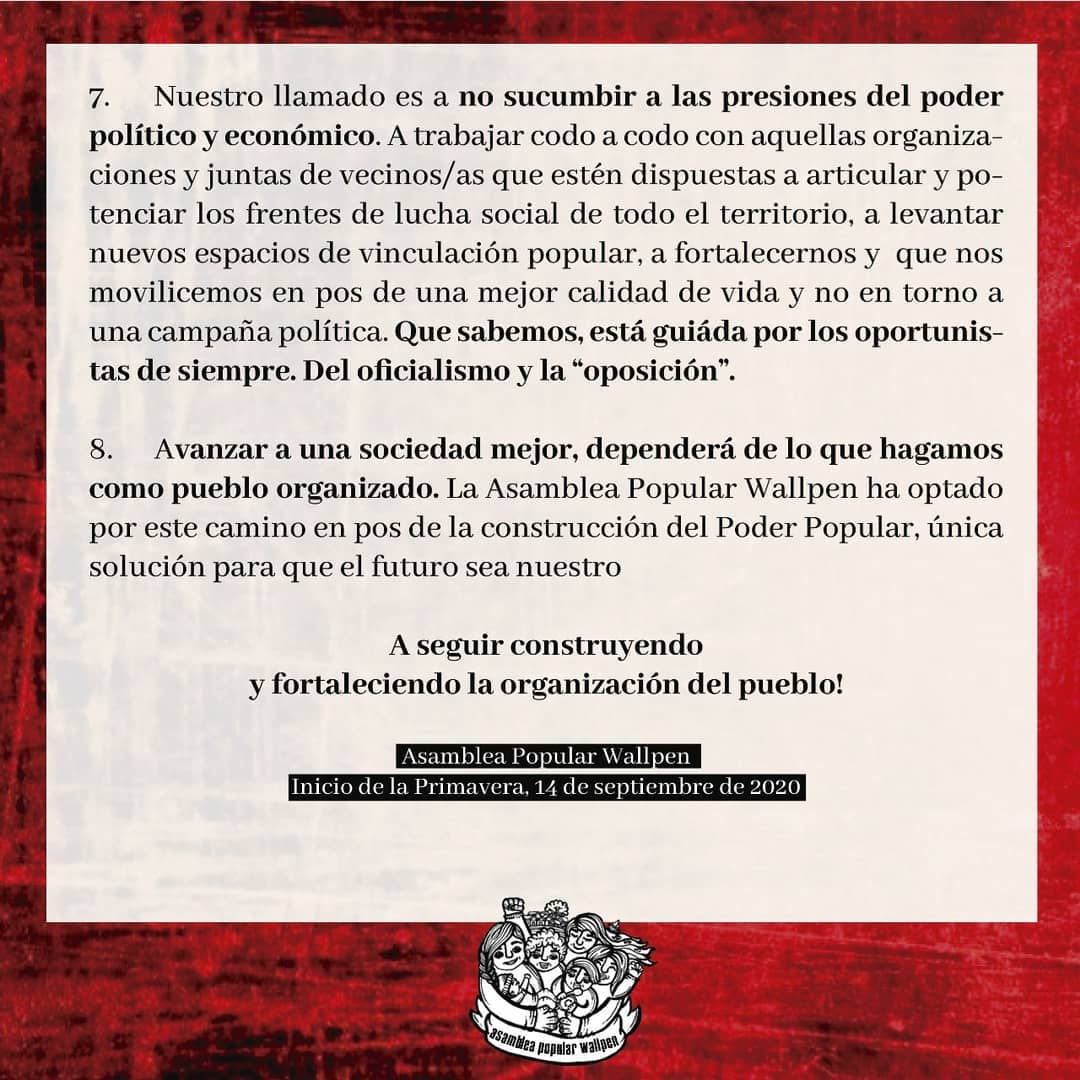 7. Nuestro llamado es a no sucumbir a las presiones del poder
político y económico. A trabajar codo a codo con aquellas organiza-
ciones y juntas de vecinos/as que estén dispuestas a articular y po-
tenciar los frentes de lucha social de todo el territorio, a levantar
nuevos espacios de vinculación popular, a fortalecernos y que nos
movilicemos en pos de una mejor calidad de vida y no en torno a
una campaña política. Que sabemos, está guiáda por los oportunis-
tas de siempre. Del oficialismo y la “oposición”.
8. Avanzar a una sociedad mejor, dependerá de lo que hagamos
como pueblo organizado. La Asamblea Popular Wallpen ha optado
por este camino en pos de la construcción del Poder Popular, única
solución para que el futuro sea nuestro
A seguir construyendo
y fortaleciendo la organización del pueblo!
Asamblea Popular Wallpen
Inicio de la Primavera, 14 de septiembre de 2020
asamblea popular wallpen